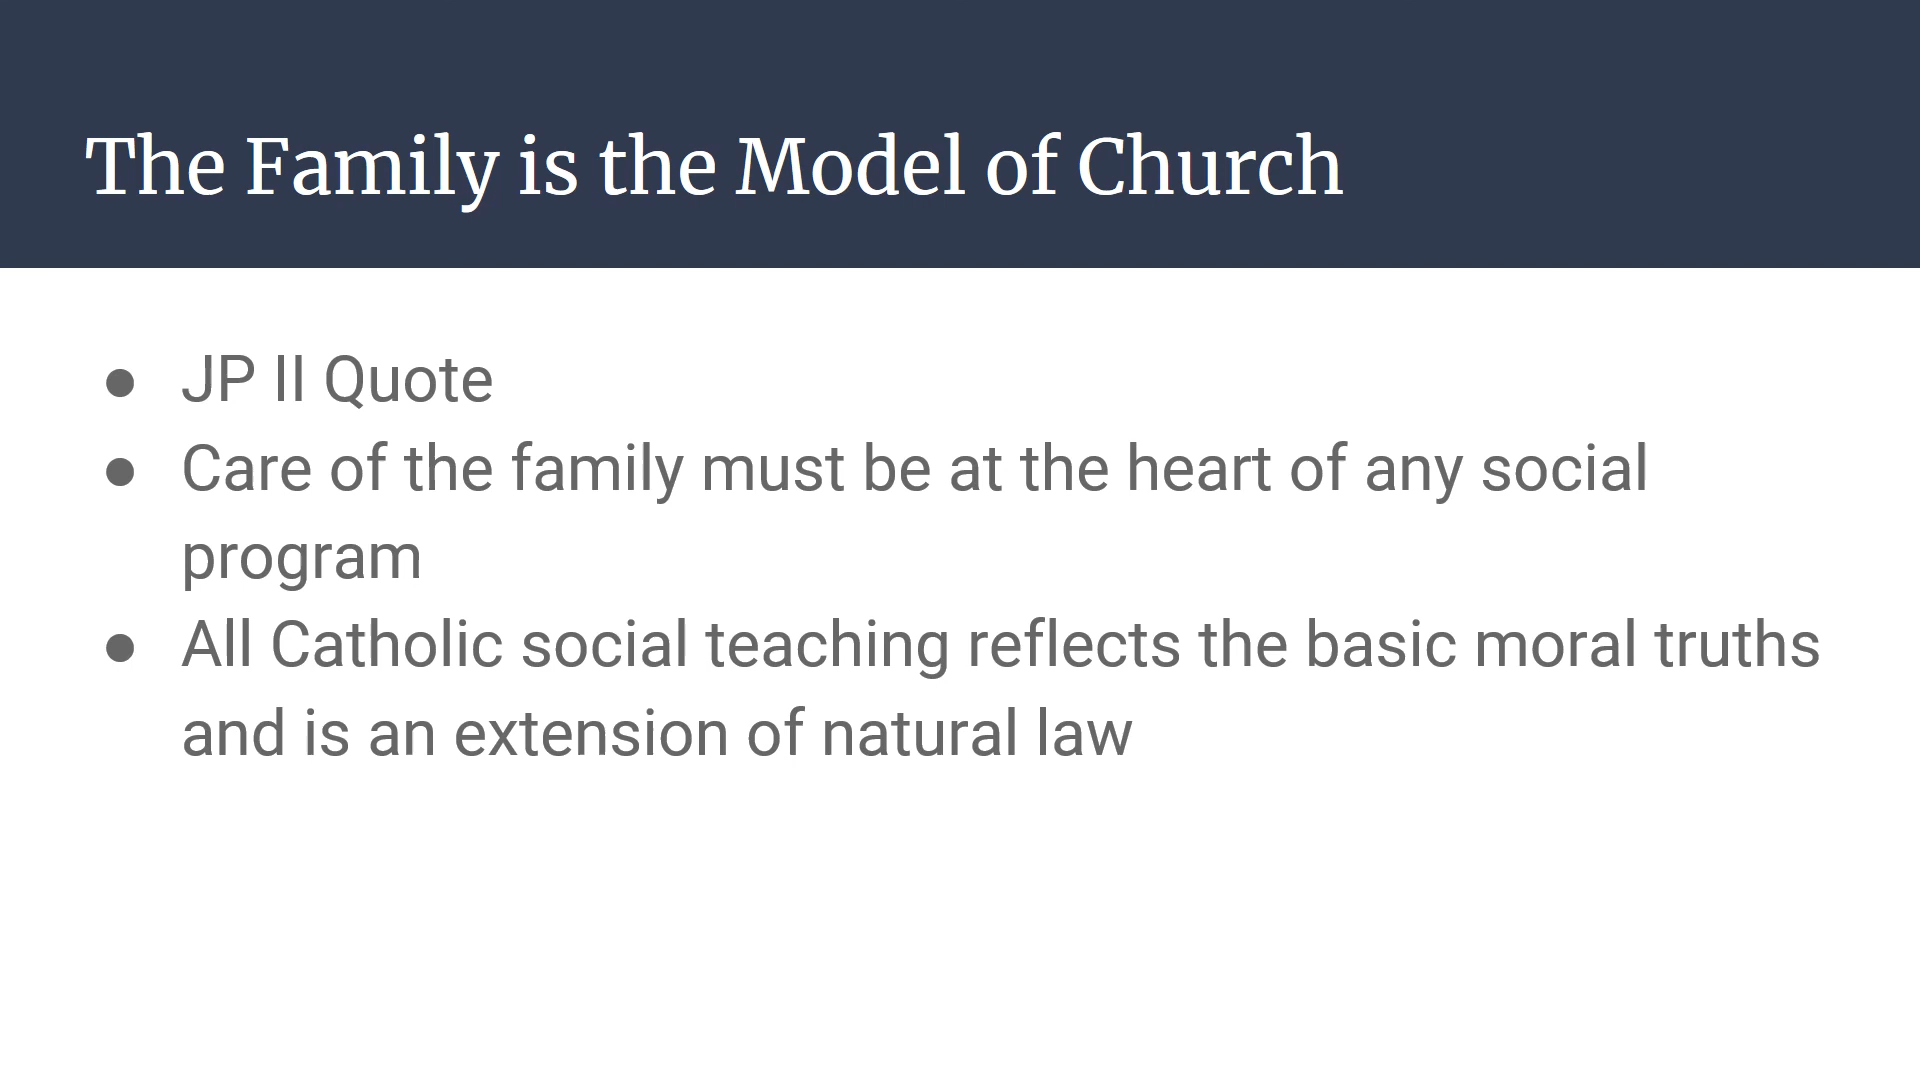 The Family is the Model of Church
● JP II Quote
● Care of the family must be at the heart of any social
program
● All Catholic social teaching reflects the basic moral truths
and is an extension of natural law